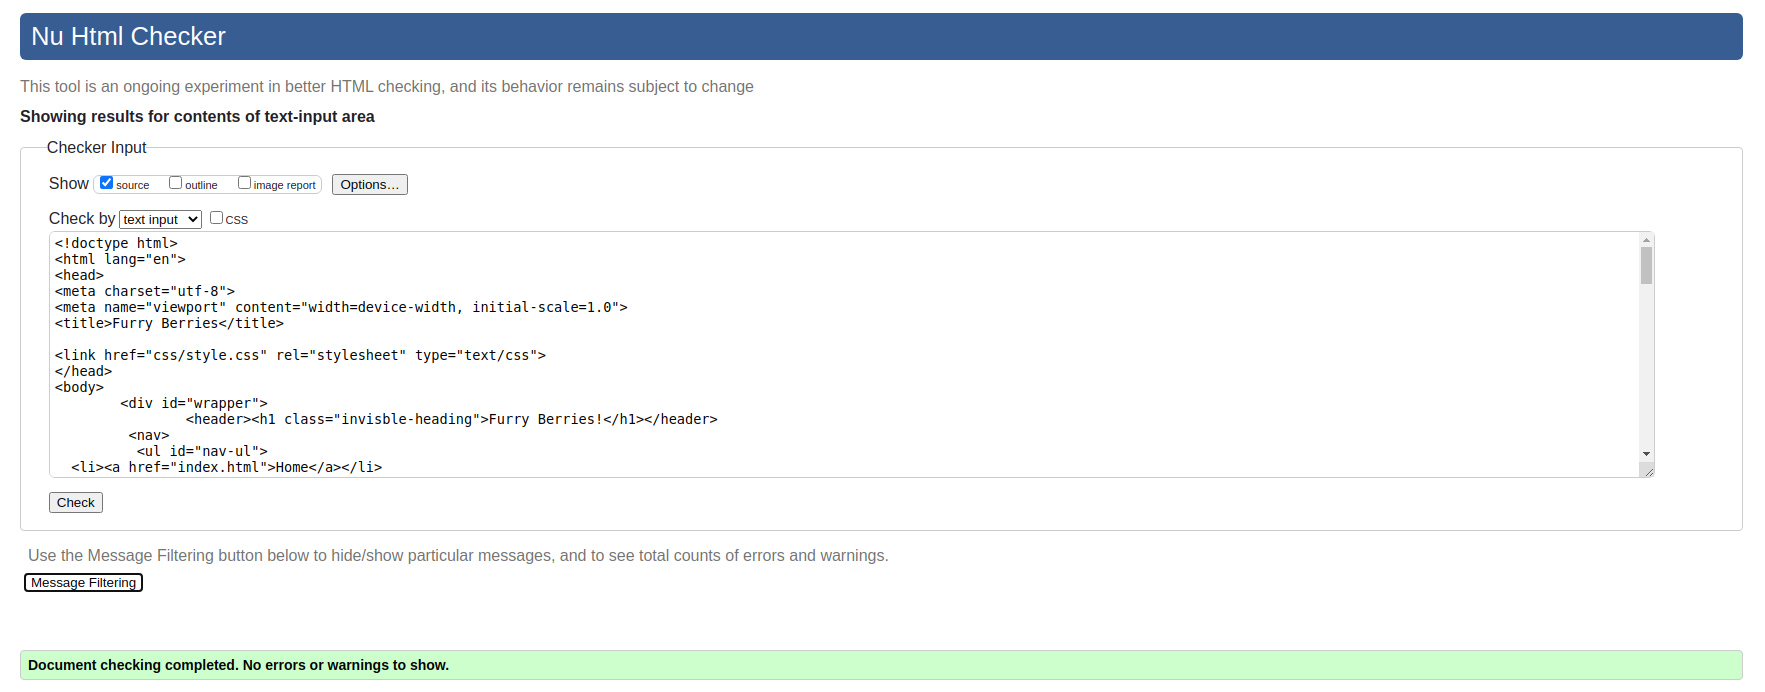 Nu Html Checker
This tool is an ongoing experiment in better HTML checking, and its behavior remains subject to change
Showing results for contents of text-input area
Checker Input
Show source outline image report Options…
Check by text input CSS
<!doctype html>
<html lang="en">
<head>
<meta charset="utf-8">
<meta name="viewport" content="width=device-width, initial-scale=1.0">
<title>Furry Berries</title>
<link href="css/style.css" rel="stylesheet" type="text/css">
</head>
<body>
<div id="wrapper">
<header><h1 class="invisble-heading">Furry Berries!</h1></header>
<nav>
<ul id="nav-ul">
<li><a href="index.html">Home</a></li>
Check
Use the Message Filtering button below to hide/show particular messages, and to see total counts of errors and warnings.
Message Filtering
Document checking completed. No errors or warnings to show.